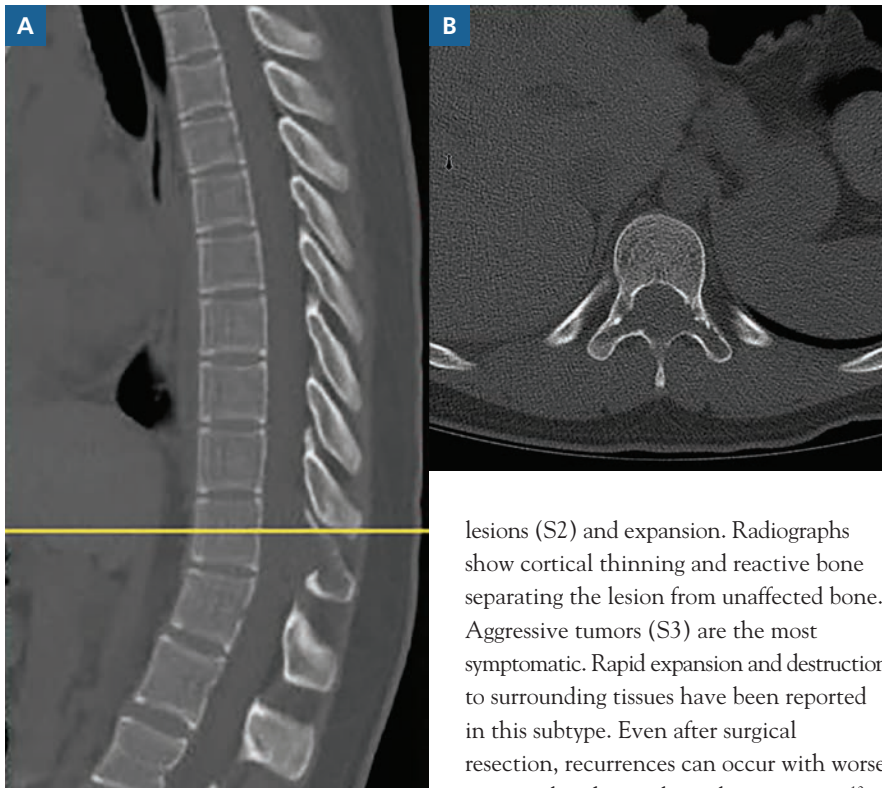 A
B
lesions (S2) and expansion. Radiographs
show cortical thinning and reactive bone
separating the lesion from unaffected bone.
Aggressive tumors (S3) are the most
symptomatic. Rapid expansion and destruction
to surrounding tissues have been reported
in this subtype. Even after surgical
resection, recurrences can occur with worse